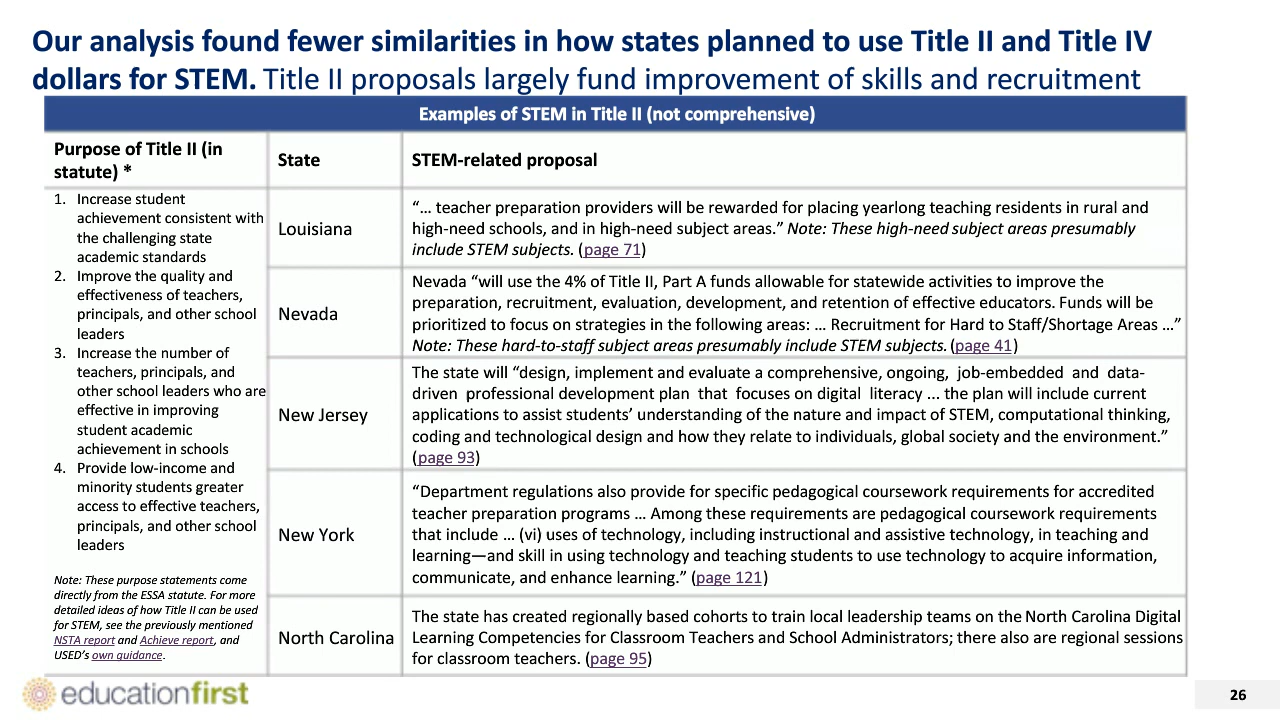 Our analysis found fewer similarities in how states planned to use Title II and Title IV
dollars for STEM. Title II proposals largely fund improvement of skills and recruitment
Examples of STEM in Title II (not comprehensive)
Purpose of Title II (in
statute) *
State
STEM-related proposal
1. Increase student
achievement consistent with
the challenging state
academic standards
2. Improve the quality and
effectiveness of teachers,
principals, and other school
leaders
3. Increase the number of
teachers, principals, and
other school leaders who are
effective in improving
student academic
achievement in schools
4. Provide low-income and
minority students greater
access to effective teachers,
principals, and other school
leaders
Note: These purpose statements come
directly from the ESSA statute. For more
detailed ideas of how Title II can be used
for STEM, see the previously mentioned
NSTA report and Achieve report, and
USED's own guidance.
Louisiana
“… teacher preparation providers will be rewarded for placing yearlong teaching residents in rural and
high-need schools, and in high-need subject areas.” Note: These high-need subject areas presumably
include STEM subjects. (page 71)
Nevada
Nevada “will use the 4% of Title II, Part A funds allowable for statewide activities to improve the
preparation, recruitment, evaluation, development, and retention of effective educators. Funds will be
prioritized to focus on strategies in the following areas: … Recruitment for Hard to Staff/Shortage Areas …”
Note: These hard-to-staff subject areas presumably include STEM subjects. (page 41)
New Jersey
The state will “design, implement and evaluate a comprehensive, ongoing, job-embedded and data-
driven professional development plan that focuses on digital literacy ... the plan will include current
applications to assist students’ understanding of the nature and impact of STEM, computational thinking,
coding and technological design and how they relate to individuals, global society and the environment.”
(page 93)
New York
“Department regulations also provide for specific pedagogical coursework requirements for accredited
teacher preparation programs … Among these requirements are pedagogical coursework requirements
that include … (vi) uses of technology, including instructional and assistive technology, in teaching and
learning—and skill in using technology and teaching students to use technology to acquire information,
communicate, and enhance learning.” (page 121)
North Carolina
The state has created regionally based cohorts to train local leadership teams on the North Carolina Digital
Learning Competencies for Classroom Teachers and School Administrators; there also are regional sessions
for classroom teachers. (page 95)
educationfirst
26